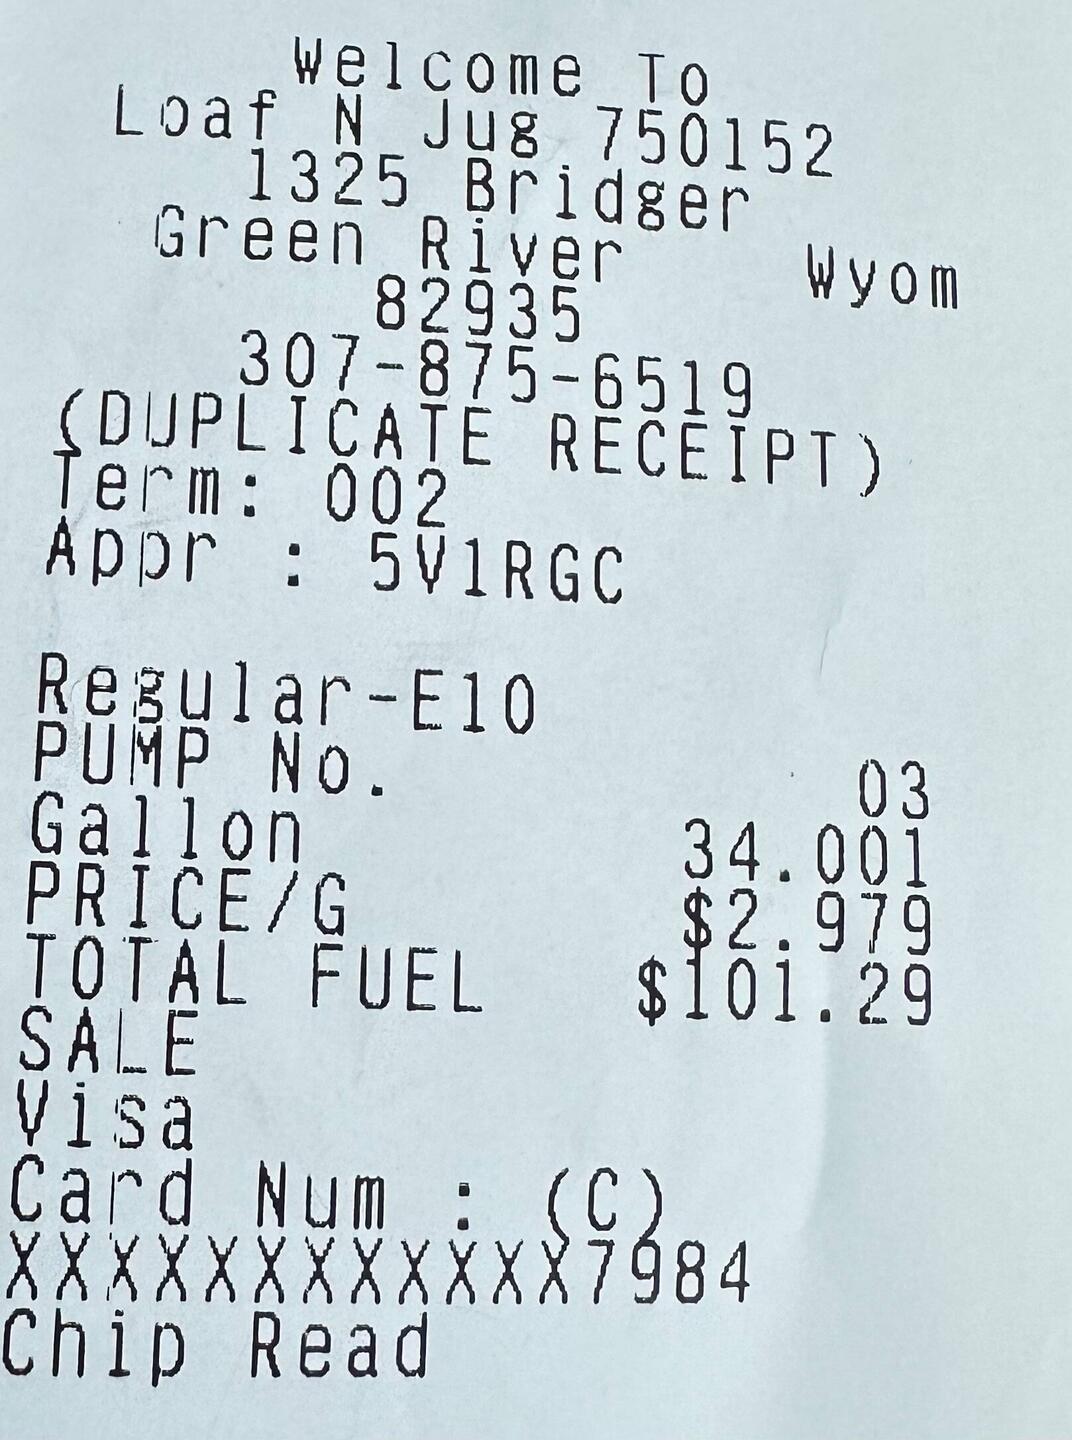 Welcome To
Loaf N Jug 750152
1325 Bridger
Green River Wyom
82935
307-875-6519
(DUPLICATE RECEIPT)
Term: 002
Appr : 5V1RGC
Regular-E10
PUMP No. 03
Gallon 34.001
PRICE/G $2.979
TOTAL FUEL $101.29
SALE
Visa
Card Num : (C)
XXXXXXXXXXXX7984
Chip Read